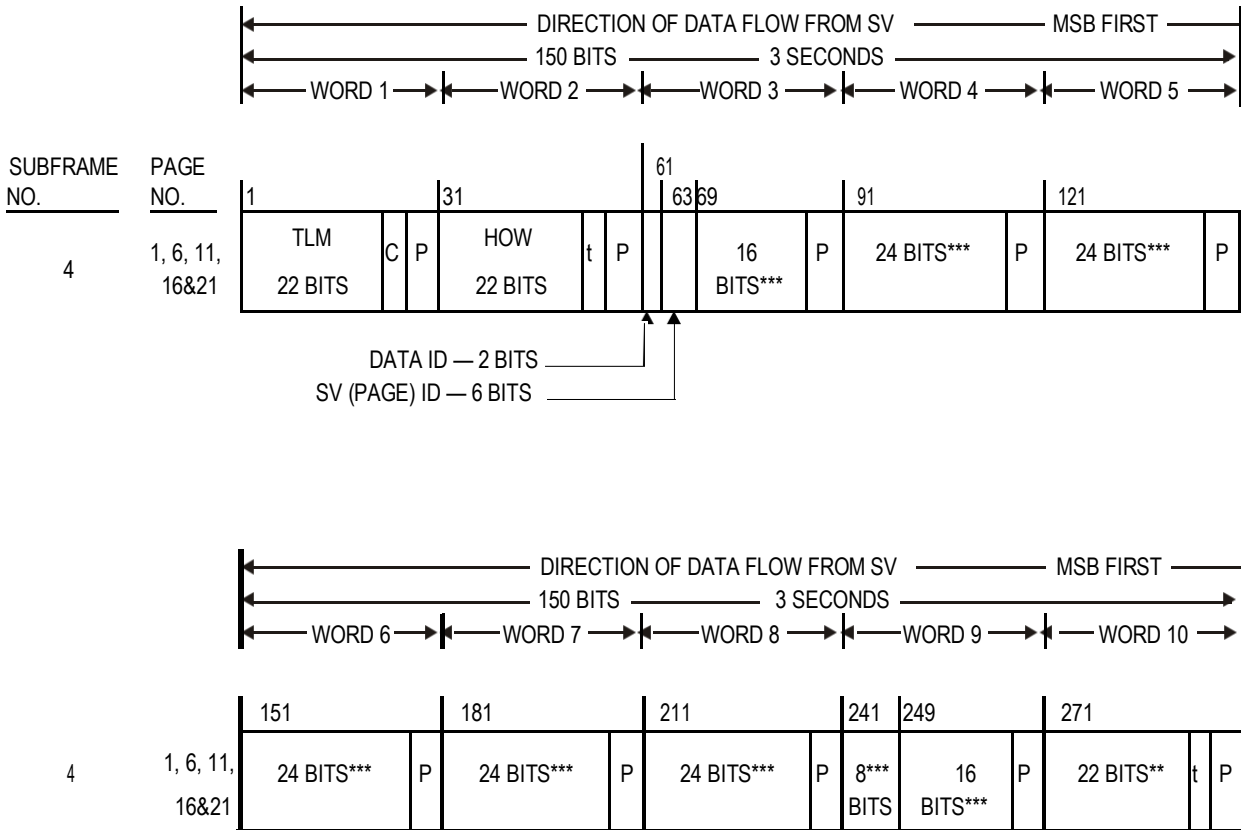 DIRECTION OF DATA FLOW FROM SV MSB FIRST
150 BITS 3 SECONDS
WORD 1 WORD 2 WORD 3 WORD 4 WORD 5
SUBFRAME NO. PAGE NO.
1 31 61 63 69 91 121
4 1, 6, 11, 16&21
TLM 22 BITS C P HOW 22 BITS t P 16 BITS*** P 24 BITS*** P 24 BITS*** P
DATA ID — 2 BITS
SV (PAGE) ID — 6 BITS
DIRECTION OF DATA FLOW FROM SV MSB FIRST
150 BITS 3 SECONDS
WORD 6 WORD 7 WORD 8 WORD 9 WORD 10
151 181 211 241 249 271
4 1, 6, 11, 16&21
24 BITS*** P 24 BITS*** P 24 BITS*** P 8*** BITS 16 BITS*** P 22 BITS** t P